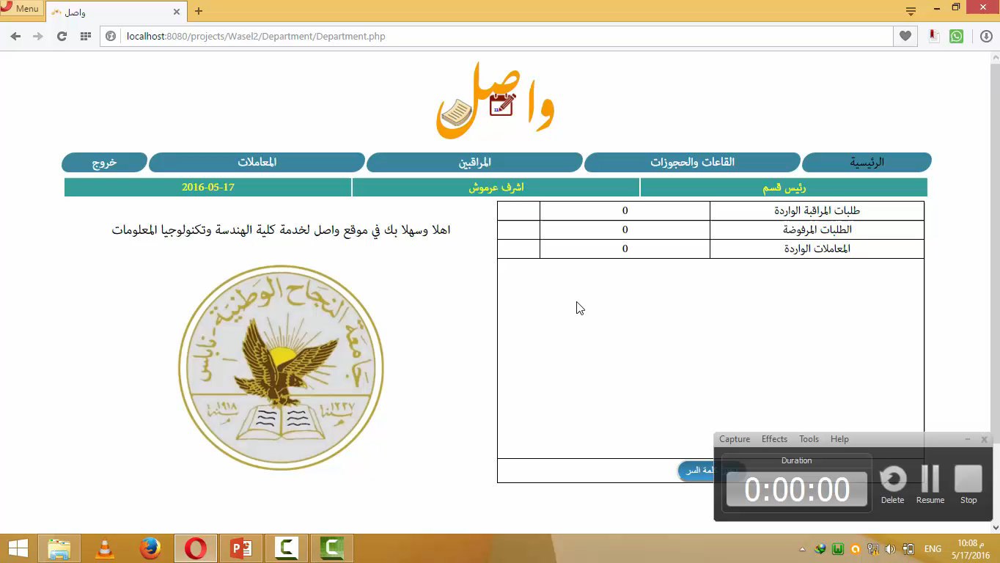 Menu
واصل
localhost:8080/projects/Wasel2/Department/Department.php
واصل
الرئيسية القاعات والحجوزات المراقبين المعاملات خروج
رئيس قسم اشرف عرموش 2016-05-17
طلبات المراقبة الواردة 0
الطلبات المرفوضة 0
المعاملات الواردة 0
اهلا وسهلا بك في موقع واصل لخدمة كلية الهندسة وتكنولوجيا المعلومات
جامعة النجاح الوطنية - نابلس
سنة ١٣٣٧ سنة ١٩١٨
كلمة السر
Capture Effects Tools Help
Duration
0:00:00
Delete Resume Stop
ENG
10:08 م
5/17/2016